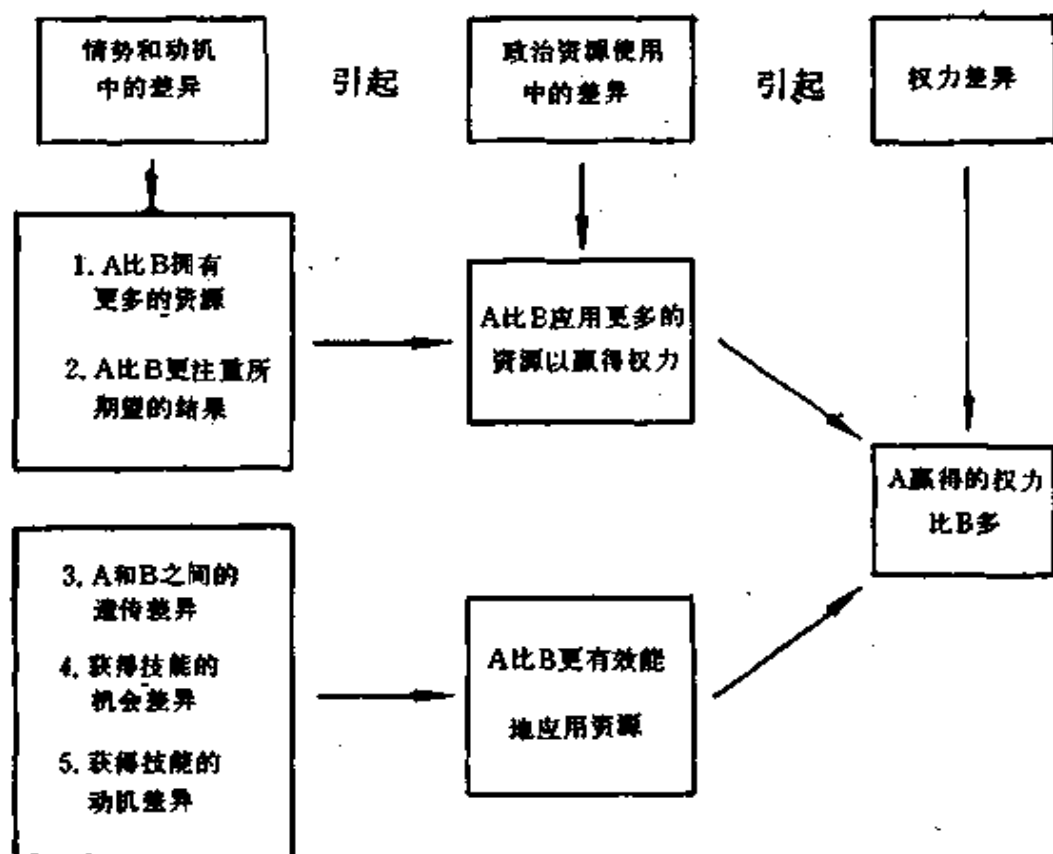 情势和动机
中的差异
引起
政治资源使用
中的差异
引起
权力差异
1. A比B拥有
更多的资源
2. A比B更注重所
期望的结果
A比B应用更多的
资源以赢得权力
A赢得的权力
比B多
3. A和B之间的
遗传差异
4. 获得技能的
机会差异
5. 获得技能的
动机差异
A比B更有效能
地应用资源